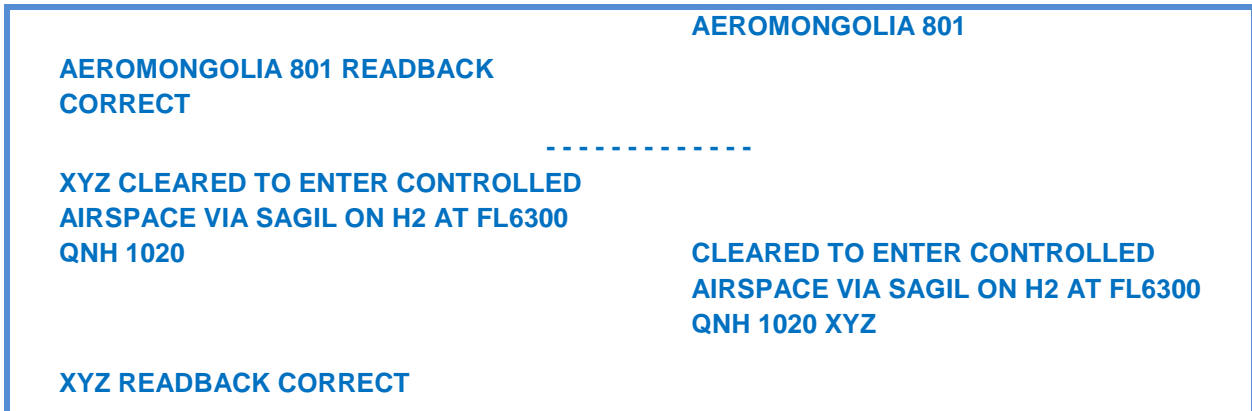 AEROMONGOLIA 801
AEROMONGOLIA 801 READBACK
CORRECT
- - - - - - - - - - - - -
XYZ CLEARED TO ENTER CONTROLLED
AIRSPACE VIA SAGIL ON H2 AT FL6300
QNH 1020
CLEARED TO ENTER CONTROLLED
AIRSPACE VIA SAGIL ON H2 AT FL6300
QNH 1020 XYZ
XYZ READBACK CORRECT